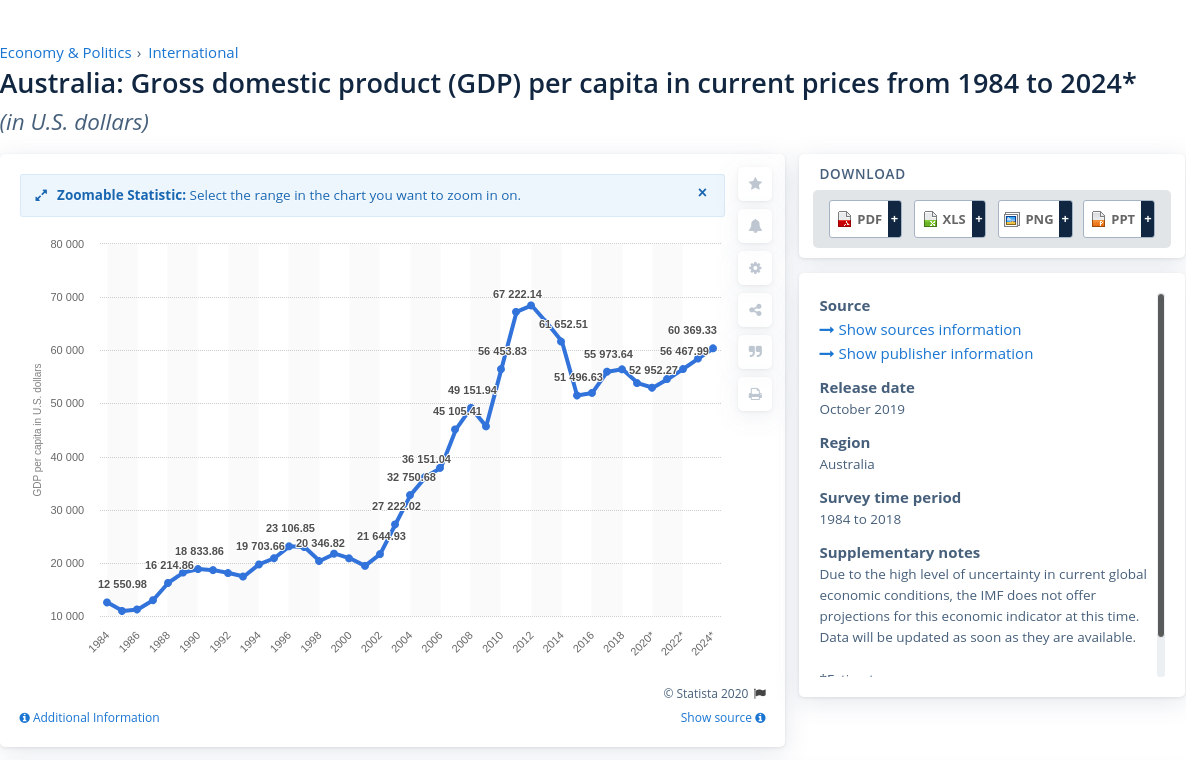 Economy & Politics › International
Australia: Gross domestic product (GDP) per capita in current prices from 1984 to 2024*
(in U.S. dollars)
Zoomable Statistic: Select the range in the chart you want to zoom in on. ×
GDP per capita in U.S. dollars
80 000
70 000
60 000
50 000
40 000
30 000
20 000
10 000
12 550.98
16 214.86
18 833.86
19 703.66
23 106.85
20 346.82
21 644.93
27 222.02
32 750.68
36 151.04
45 105.41
49 151.94
56 453.83
67 222.14
61 652.51
51 496.63
55 973.64
52 952.27
56 467.99
60 369.33
1984
1986
1988
1990
1992
1994
1996
1998
2000
2002
2004
2006
2008
2010
2012
2014
2016
2018
2020*
2022*
2024*
© Statista 2020
Additional Information
Show source
DOWNLOAD
PDF + XLS + PNG + PPT +
Source
Show sources information
Show publisher information
Release date
October 2019
Region
Australia
Survey time period
1984 to 2018
Supplementary notes
Due to the high level of uncertainty in current global
economic conditions, the IMF does not offer
projections for this economic indicator at this time.
Data will be updated as soon as they are available.